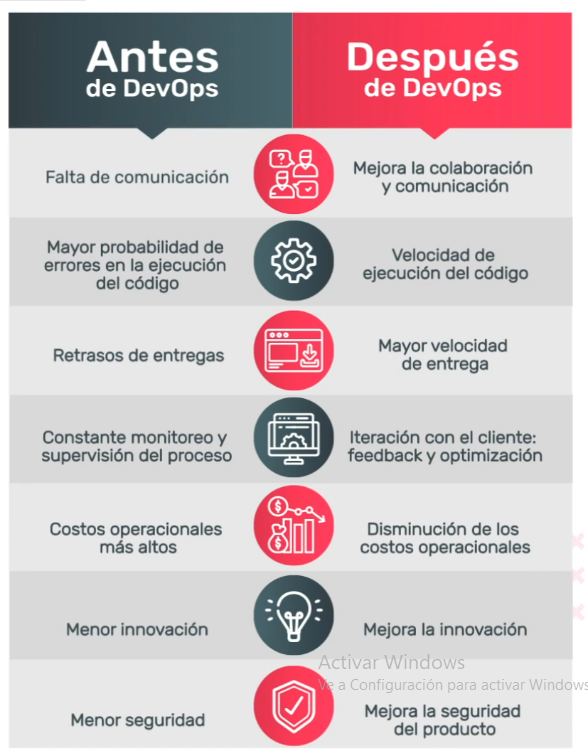 Antes
de DevOps
Después
de DevOps
Falta de comunicación
?
Mejora la colaboración
y comunicación
Mayor probabilidad de
errores en la ejecución
del código
Velocidad de
ejecución del código
Retrasos de entregas
Mayor velocidad
de entrega
Constante monitoreo y
supervisión del proceso
Iteración con el cliente:
feedback y optimización
Costos operacionales
más altos
$
$
Disminución de los
costos operacionales
Menor innovación
Mejora la innovación
Activar Windows
Ve a Configuración para activar Windows
Menor seguridad
Mejora la seguridad
del producto